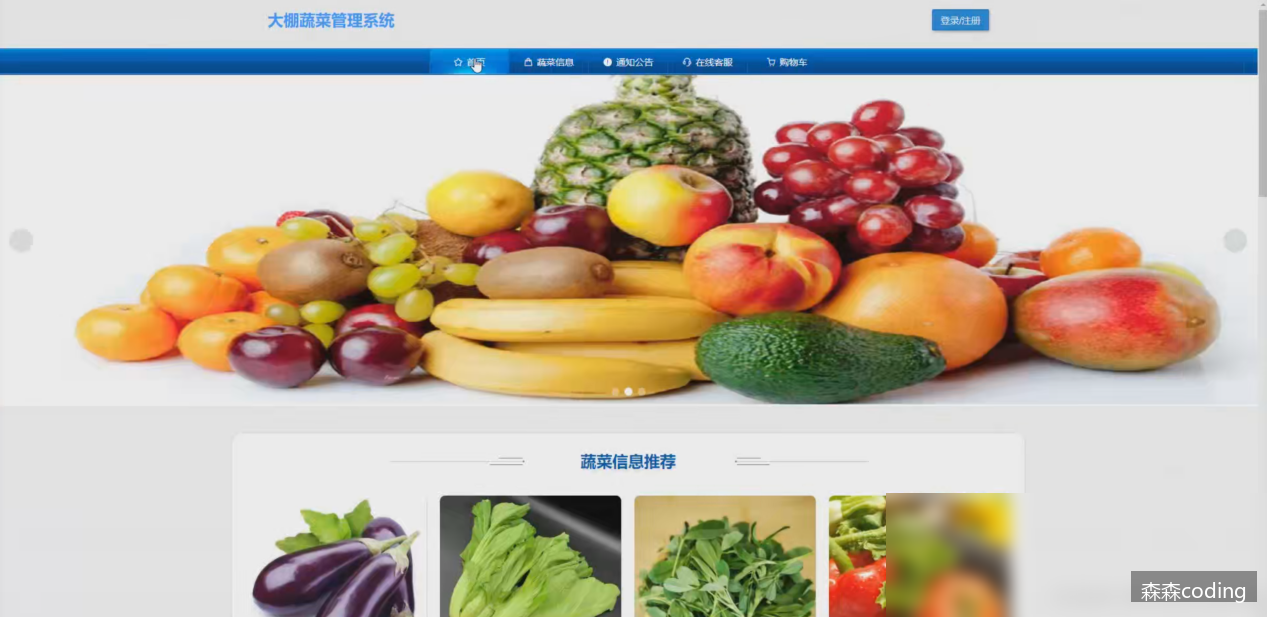 大棚蔬菜管理系统
登录/注册
首页
蔬菜信息
通知公告
在线客服
购物车
蔬菜信息推荐
森森coding